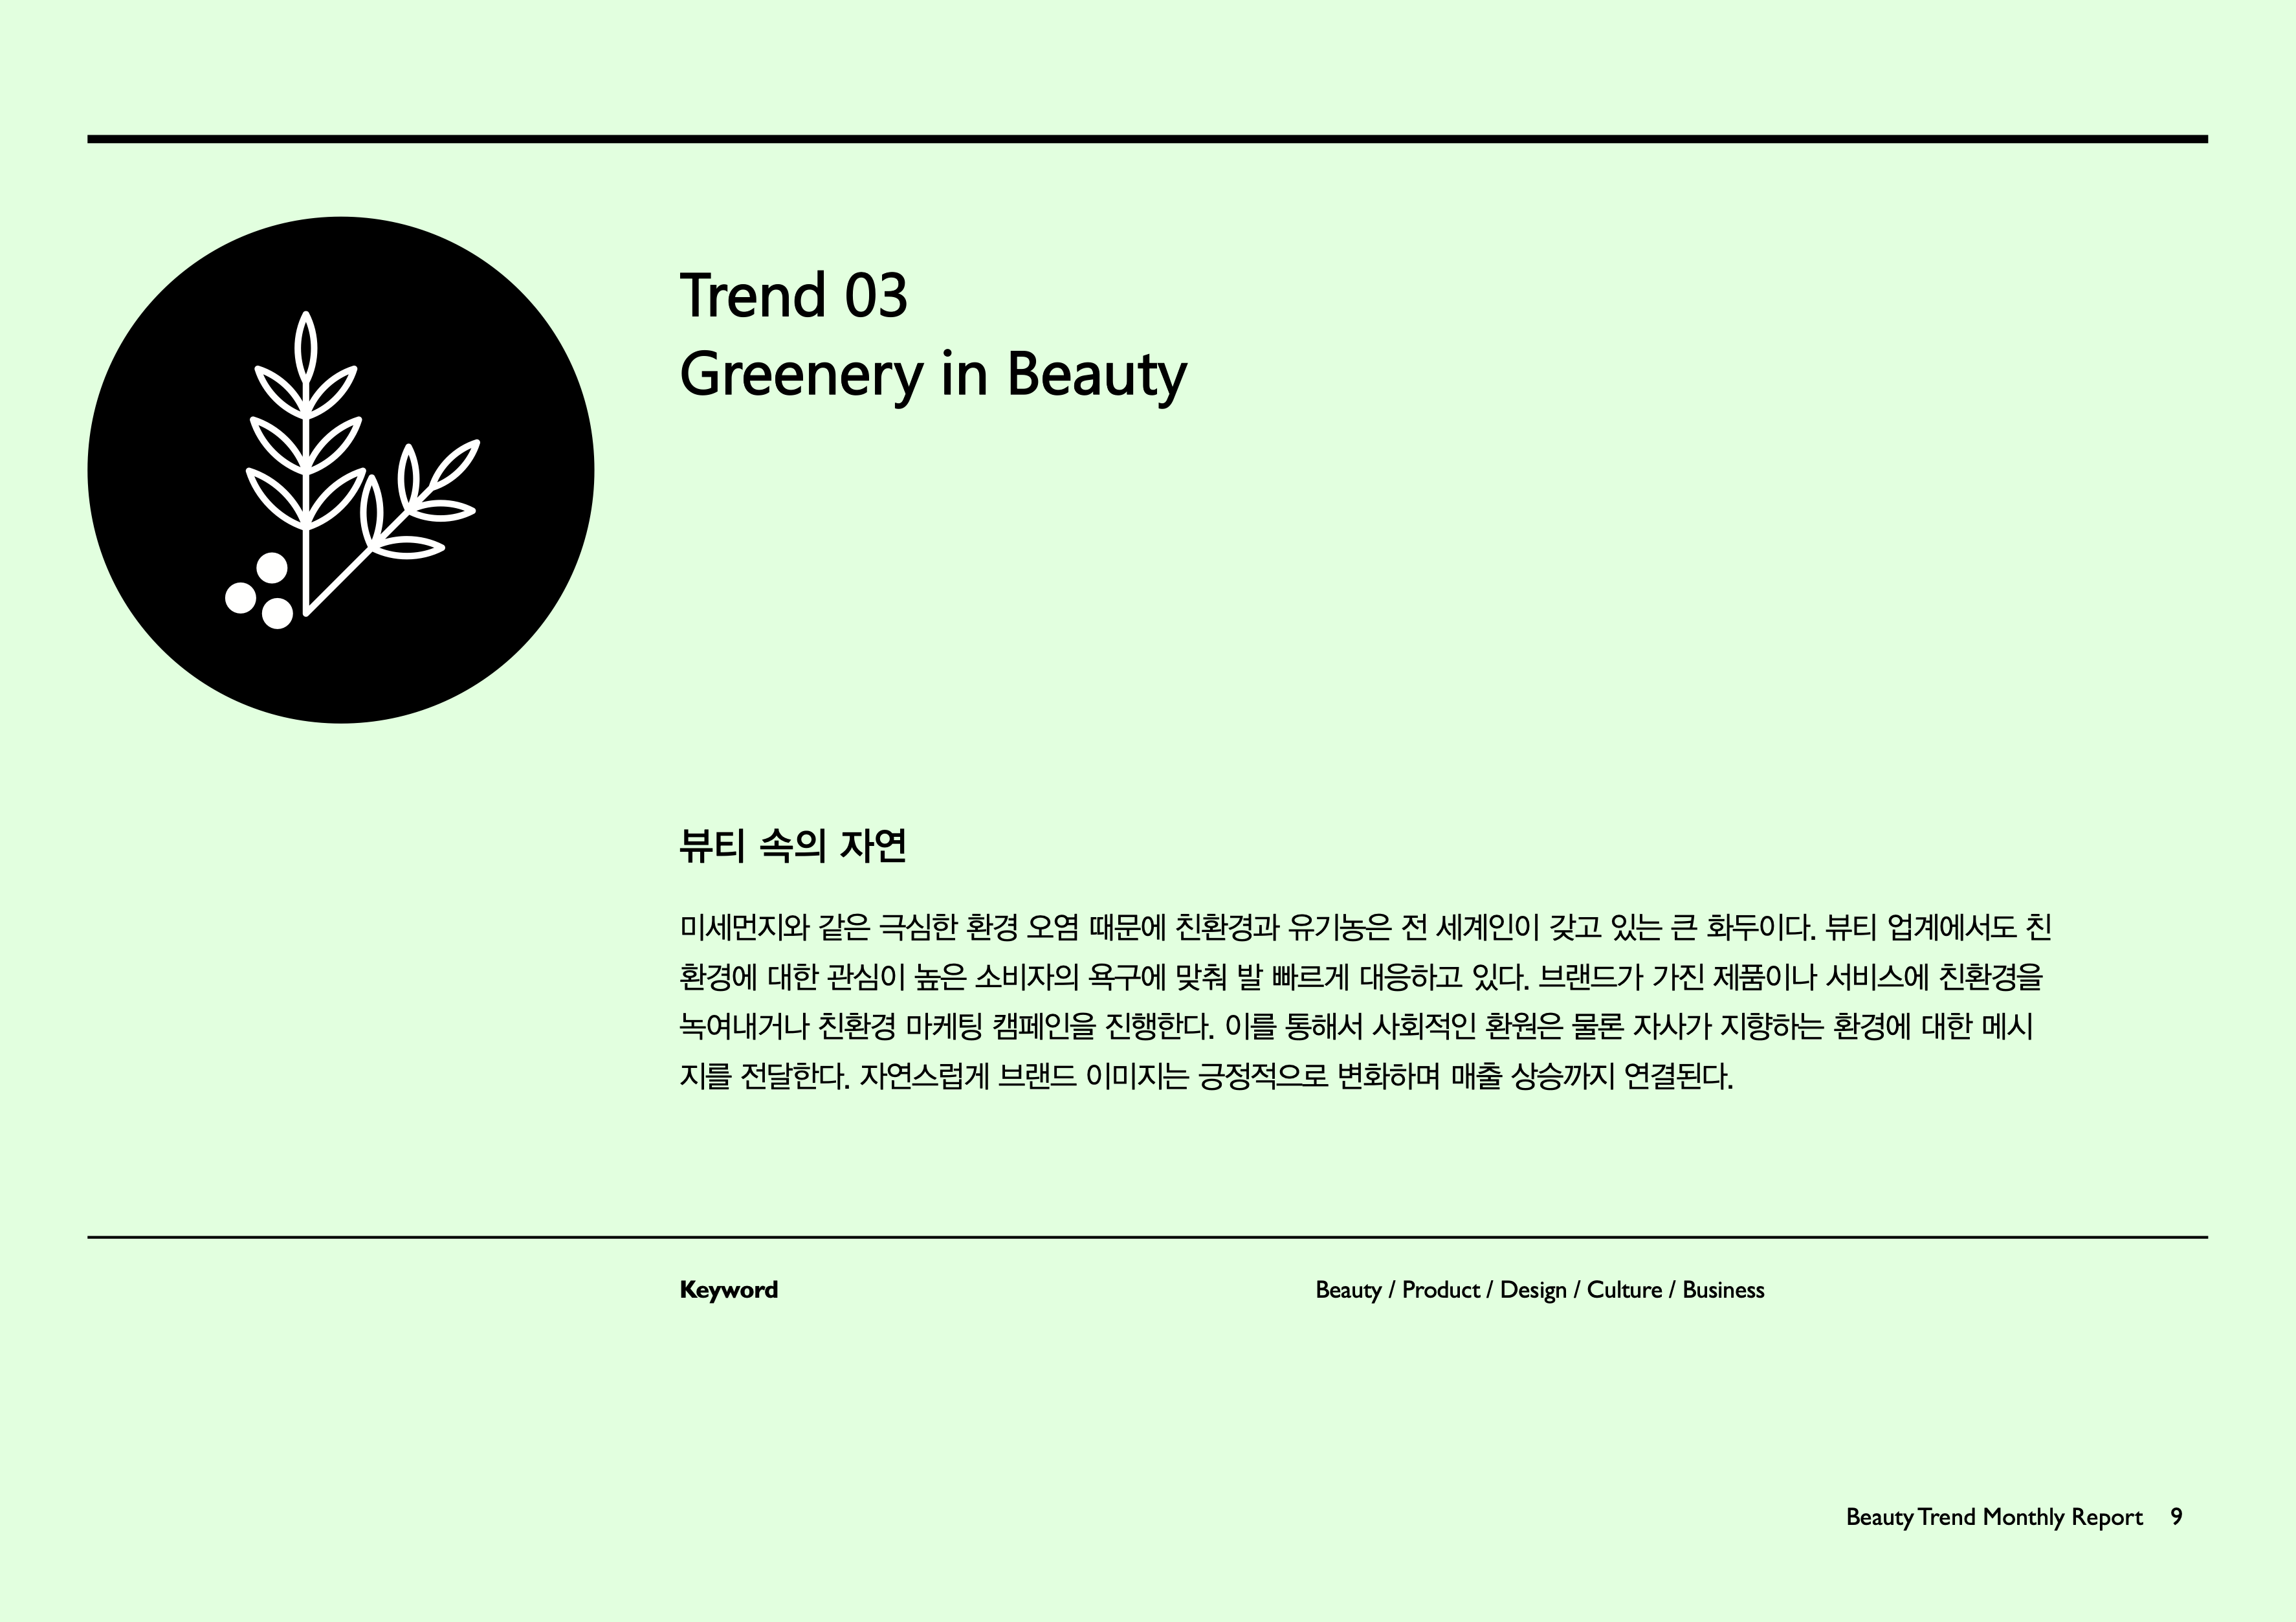 Trend 03
Greenery in Beauty
뷰티 속의 자연
미세먼지와 같은 극심한 환경 오염 때문에 친환경과 유기농은 전 세계인이 갖고 있는 큰 화두이다. 뷰티 업계에서도 친
환경에 대한 관심이 높은 소비자의 욕구에 맞춰 발 빠르게 대응하고 있다. 브랜드가 가진 제품이나 서비스에 친환경을
녹여내거나 친환경 마케팅 캠페인을 진행한다. 이를 통해서 사회적인 환원은 물론 자사가 지향하는 환경에 대한 메시
지를 전달한다. 자연스럽게 브랜드 이미지는 긍정적으로 변화하며 매출 상승까지 연결된다.
Keyword
Beauty / Product / Design / Culture / Business
Beauty Trend Monthly Report 9